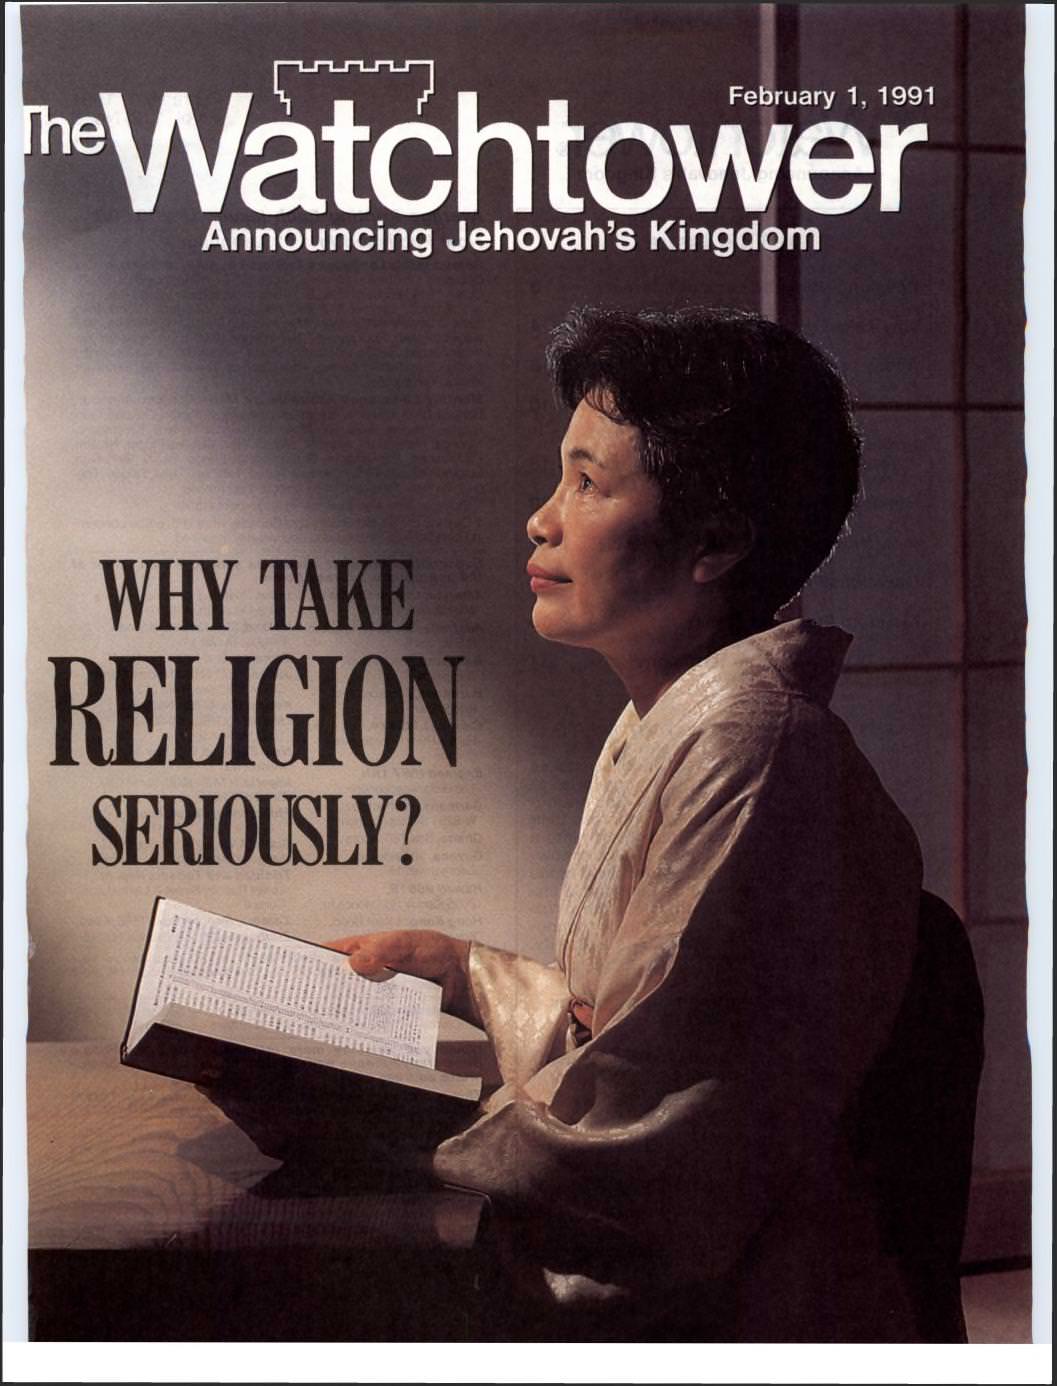 February 1, 1991
The Watchtower
Announcing Jehovah's Kingdom
WHY TAKE
RELIGION
SERIOUSLY?